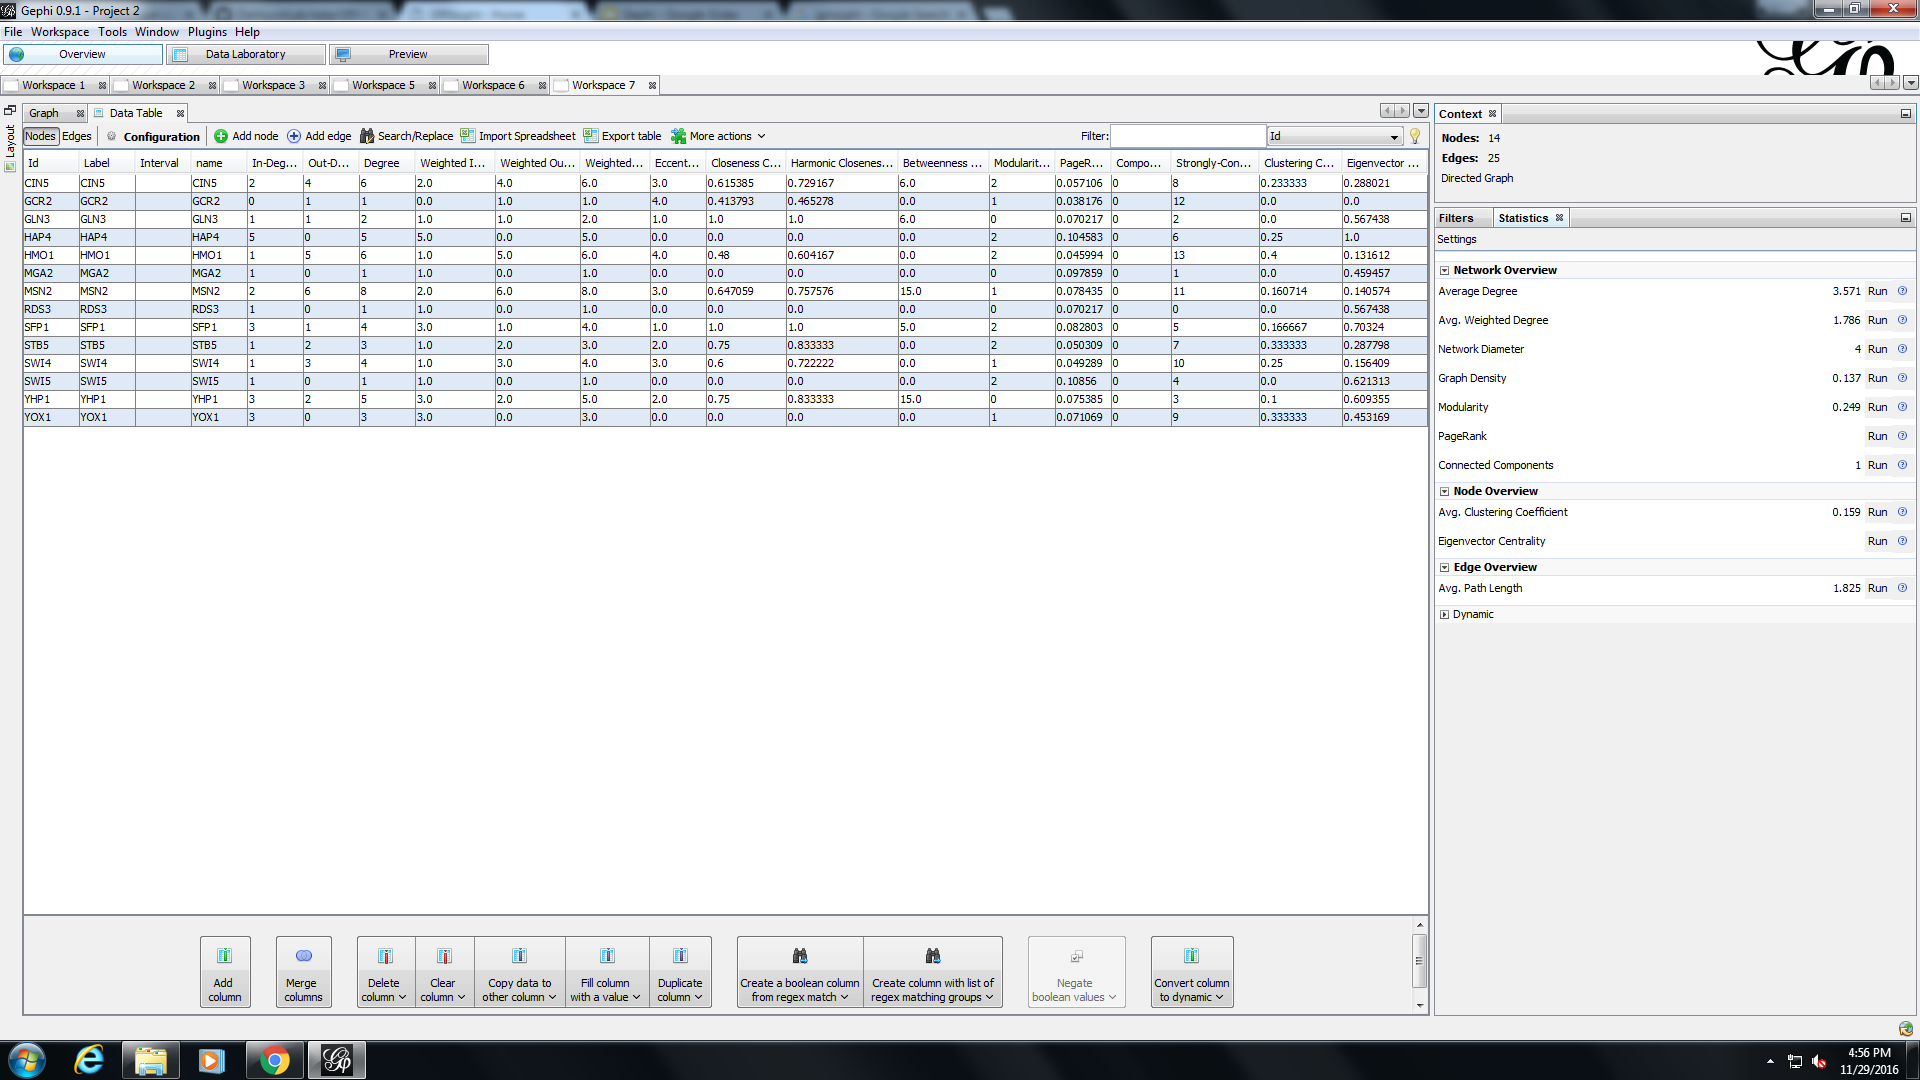 Gephi 0.9.1 - Project 2
File Workspace Tools Window Plugins Help
Overview Data Laboratory Preview
Workspace 1 Workspace 2 Workspace 3 Workspace 5 Workspace 6 Workspace 7
Layout
Graph Data Table
Nodes Edges Configuration Add node Add edge Search/Replace Import Spreadsheet Export table More actions Filter: Id
Id Label Interval name In-Deg... Out-D... Degree Weighted I... Weighted Ou... Weighted... Eccent... Closeness C... Harmonic Closenes... Betweenness ... Modularit... PageR... Compo... Strongly-Con... Clustering C... Eigenvector ...
CIN5 CIN5 CIN5 2 4 6 2.0 4.0 6.0 3.0 0.615385 0.729167 6.0 2 0.057106 0 8 0.233333 0.288021
GCR2 GCR2 GCR2 0 1 1 0.0 1.0 1.0 4.0 0.413793 0.465278 0.0 1 0.038176 0 12 0.0 0.0
GLN3 GLN3 GLN3 1 1 2 1.0 1.0 2.0 1.0 1.0 1.0 6.0 0 0.070217 0 2 0.0 0.567438
HAP4 HAP4 HAP4 5 0 5 5.0 0.0 5.0 0.0 0.0 0.0 0.0 2 0.104583 0 6 0.25 1.0
HMO1 HMO1 HMO1 1 5 6 1.0 5.0 6.0 4.0 0.48 0.604167 0.0 2 0.045994 0 13 0.4 0.131612
MGA2 MGA2 MGA2 1 0 1 1.0 0.0 1.0 0.0 0.0 0.0 0.0 0 0.097859 0 1 0.0 0.459457
MSN2 MSN2 MSN2 2 6 8 2.0 6.0 8.0 3.0 0.647059 0.757576 15.0 1 0.078435 0 11 0.160714 0.140574
RDS3 RDS3 RDS3 1 0 1 1.0 0.0 1.0 0.0 0.0 0.0 0.0 0 0.070217 0 0 0.0 0.567438
SFP1 SFP1 SFP1 3 1 4 3.0 1.0 4.0 1.0 1.0 1.0 5.0 2 0.082803 0 5 0.166667 0.70324
STB5 STB5 STB5 1 2 3 1.0 2.0 3.0 2.0 0.75 0.833333 0.0 2 0.050309 0 7 0.333333 0.287798
SWI4 SWI4 SWI4 1 3 4 1.0 3.0 4.0 3.0 0.6 0.722222 0.0 1 0.049289 0 10 0.25 0.156409
SWI5 SWI5 SWI5 1 0 1 1.0 0.0 1.0 0.0 0.0 0.0 0.0 2 0.10856 0 4 0.0 0.621313
YHP1 YHP1 YHP1 3 2 5 3.0 2.0 5.0 2.0 0.75 0.833333 15.0 0 0.075385 0 3 0.1 0.609355
YOX1 YOX1 YOX1 3 0 3 3.0 0.0 3.0 0.0 0.0 0.0 0.0 1 0.071069 0 9 0.333333 0.453169
Add column
Merge columns
Delete column
Clear column
Copy data to other column
Fill column with a value
Duplicate column
Create a boolean column from regex match
Create column with list of regex matching groups
Negate boolean values
Convert column to dynamic
Context
Nodes: 14
Edges: 25
Directed Graph
Filters Statistics
Settings
Network Overview
Average Degree 3.571 Run
Avg. Weighted Degree 1.786 Run
Network Diameter 4 Run
Graph Density 0.137 Run
Modularity 0.249 Run
PageRank Run
Connected Components 1 Run
Node Overview
Avg. Clustering Coefficient 0.159 Run
Eigenvector Centrality Run
Edge Overview
Avg. Path Length 1.825 Run
Dynamic
4:56 PM
11/29/2016